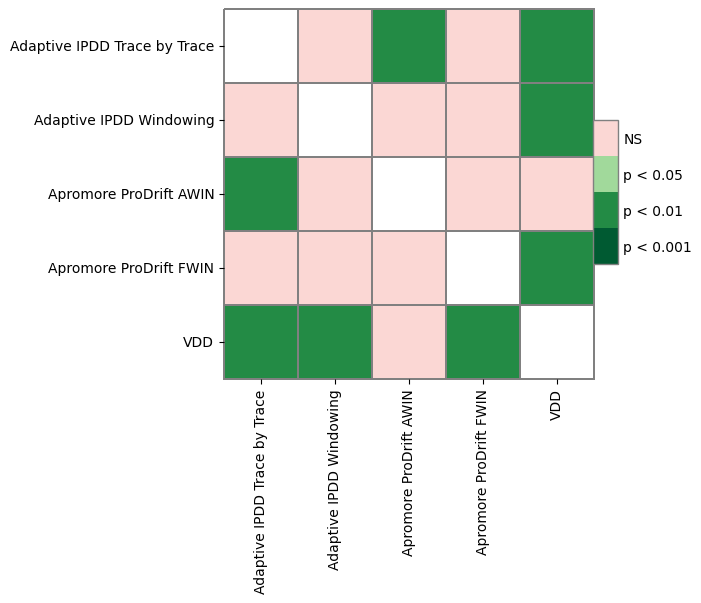 Adaptive IPDD Trace by Trace
Adaptive IPDD Windowing
Apromore ProDrift AWIN
Apromore ProDrift FWIN
VDD
NS
p < 0.05
p < 0.01
p < 0.001
Adaptive IPDD Trace by Trace
Adaptive IPDD Windowing
Apromore ProDrift AWIN
Apromore ProDrift FWIN
VDD